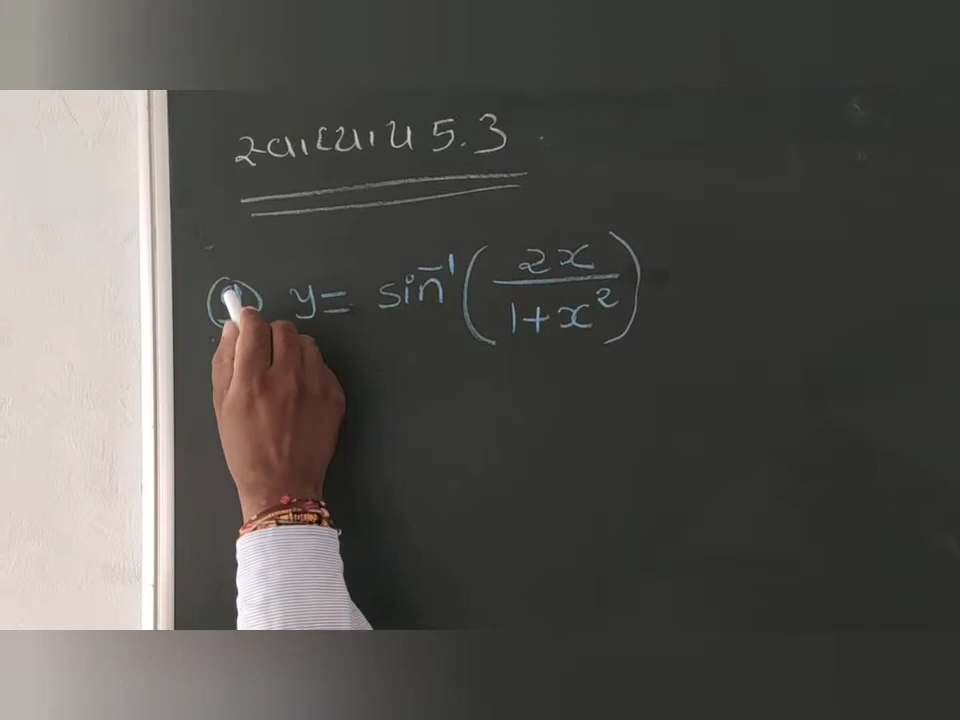 સ્વાધ્યાય 5.3
y = sin⁻¹ (2x / 1+x²)